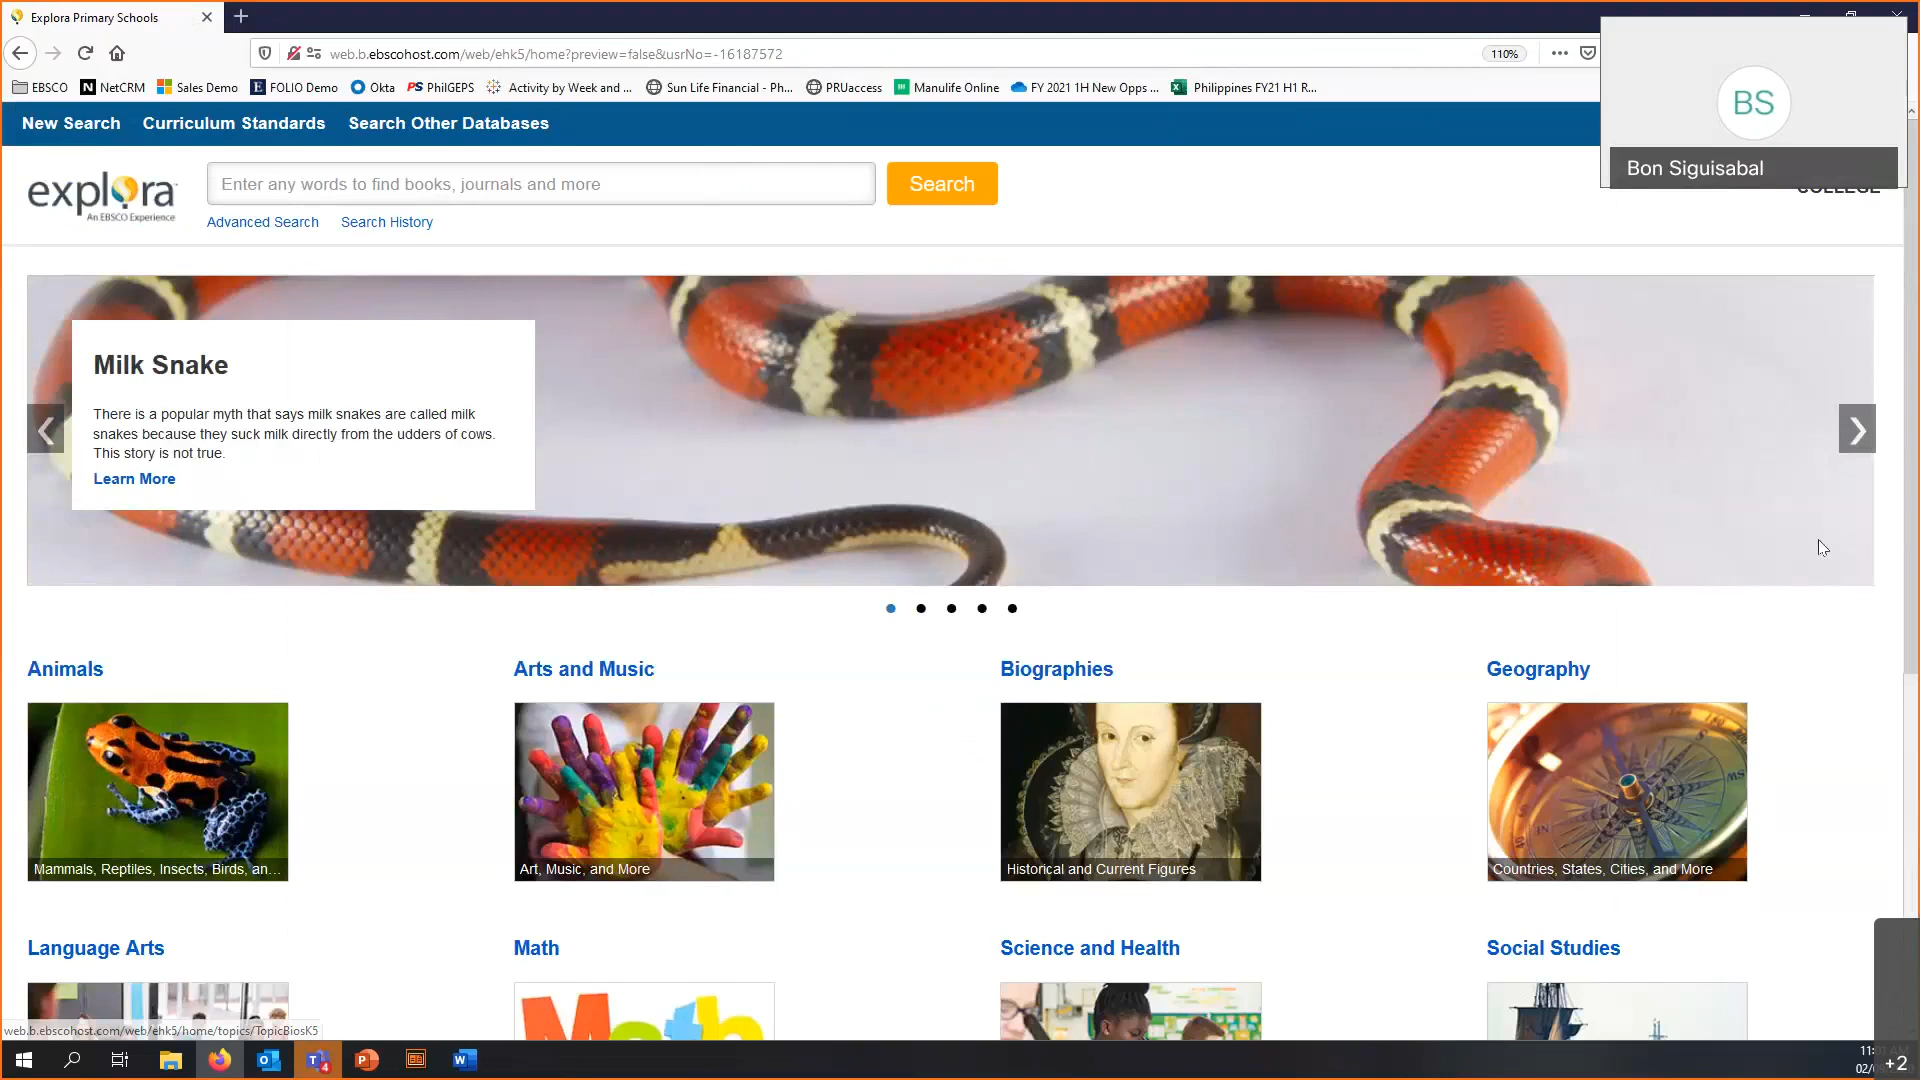 Explora Primary Schools
web.b.ebscohost.com/web/ehk5/home?preview=false&usrNo=-16187572
110%
EBSCO NetCRM Sales Demo FOLIO Demo Okta PhilGEPS Activity by Week and ... Sun Life Financial - Ph... PRUaccess Manulife Online FY 2021 1H New Opps ... Philippines FY21 H1 R...
BS
Bon Siguisabal
New Search Curriculum Standards Search Other Databases
explora
An EBSCO Experience
Enter any words to find books, journals and more
Search
COLLEGE
Advanced Search Search History
Milk Snake
There is a popular myth that says milk snakes are called milk
snakes because they suck milk directly from the udders of cows.
This story is not true.
Learn More
Animals Arts and Music Biographies Geography
Mammals, Reptiles, Insects, Birds, an... Art, Music, and More Historical and Current Figures Countries, States, Cities, and More
Language Arts Math Science and Health Social Studies
Math
web.b.ebscohost.com/web/ehk5/home/topics/TopicBiosK5
+2